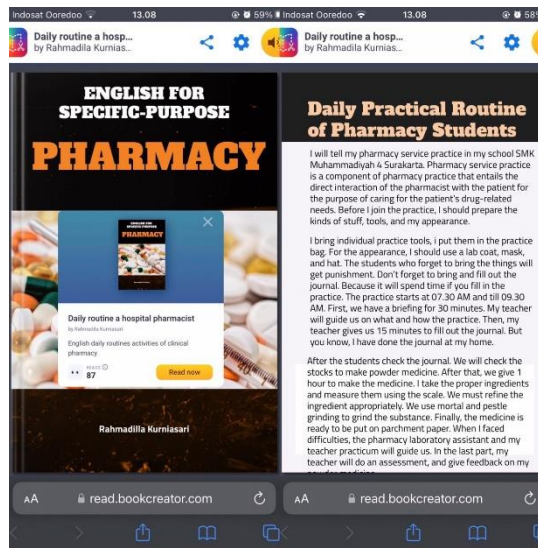 Indosat Ooredoo
13.08
59%
Daily routine a hosp...
by Rahmadilla Kurnias...
ENGLISH FOR
SPECIFIC-PURPOSE
PHARMACY
ENGLISH FOR
SPECIFIC-PURPOSE
PHARMACY
Daily routine a hospital pharmacist
by Rahmadilla Kurniasari
English daily routines activities of clinical
pharmacy
READS
87
Read now
Rahmadilla Kurniasari
AA
read.bookcreator.com
Indosat Ooredoo
13.08
58%
Daily routine a hosp...
by Rahmadilla Kurnias...
Daily Practical Routine
of Pharmacy Students
I will tell my pharmacy service practice in my school SMK
Muhammadiyah 4 Surakarta. Pharmacy service practice
is a component of pharmacy practice that entails the
direct interaction of the pharmacist with the patient for
the purpose of caring for the patient's drug-related
needs. Before I join the practice, I should prepare the
kinds of stuff, tools, and my appearance.
I bring individual practice tools, i put them in the practice
bag. For the appearance, I should use a lab coat, mask,
and hat. The students who forget to bring the things will
get punishment. Don't forget to bring and fill out the
journal. Because it will spend time if you fill in the
practice. The practice starts at 07.30 AM and till 09.30
AM. First, we have a briefing for 30 minutes. My teacher
will guide us on what and how the practice. Then, my
teacher gives us 15 minutes to fill out the journal. But
you know, I have done the journal at my home.
After the students check the journal. We will check the
stocks to make powder medicine. After that, we give 1
hour to make the medicine. I take the proper ingredients
and measure them using the scale. We must refine the
ingredient appropriately. We use mortal and pestle
grinding to grind the substance. Finally, the medicine is
ready to be put on parchment paper. When I faced
difficulties, the pharmacy laboratory assistant and my
teacher practicum will guide us. In the last part, my
teacher will do an assessment, and give feedback on my
powder medicine.
AA
read.bookcreator.com